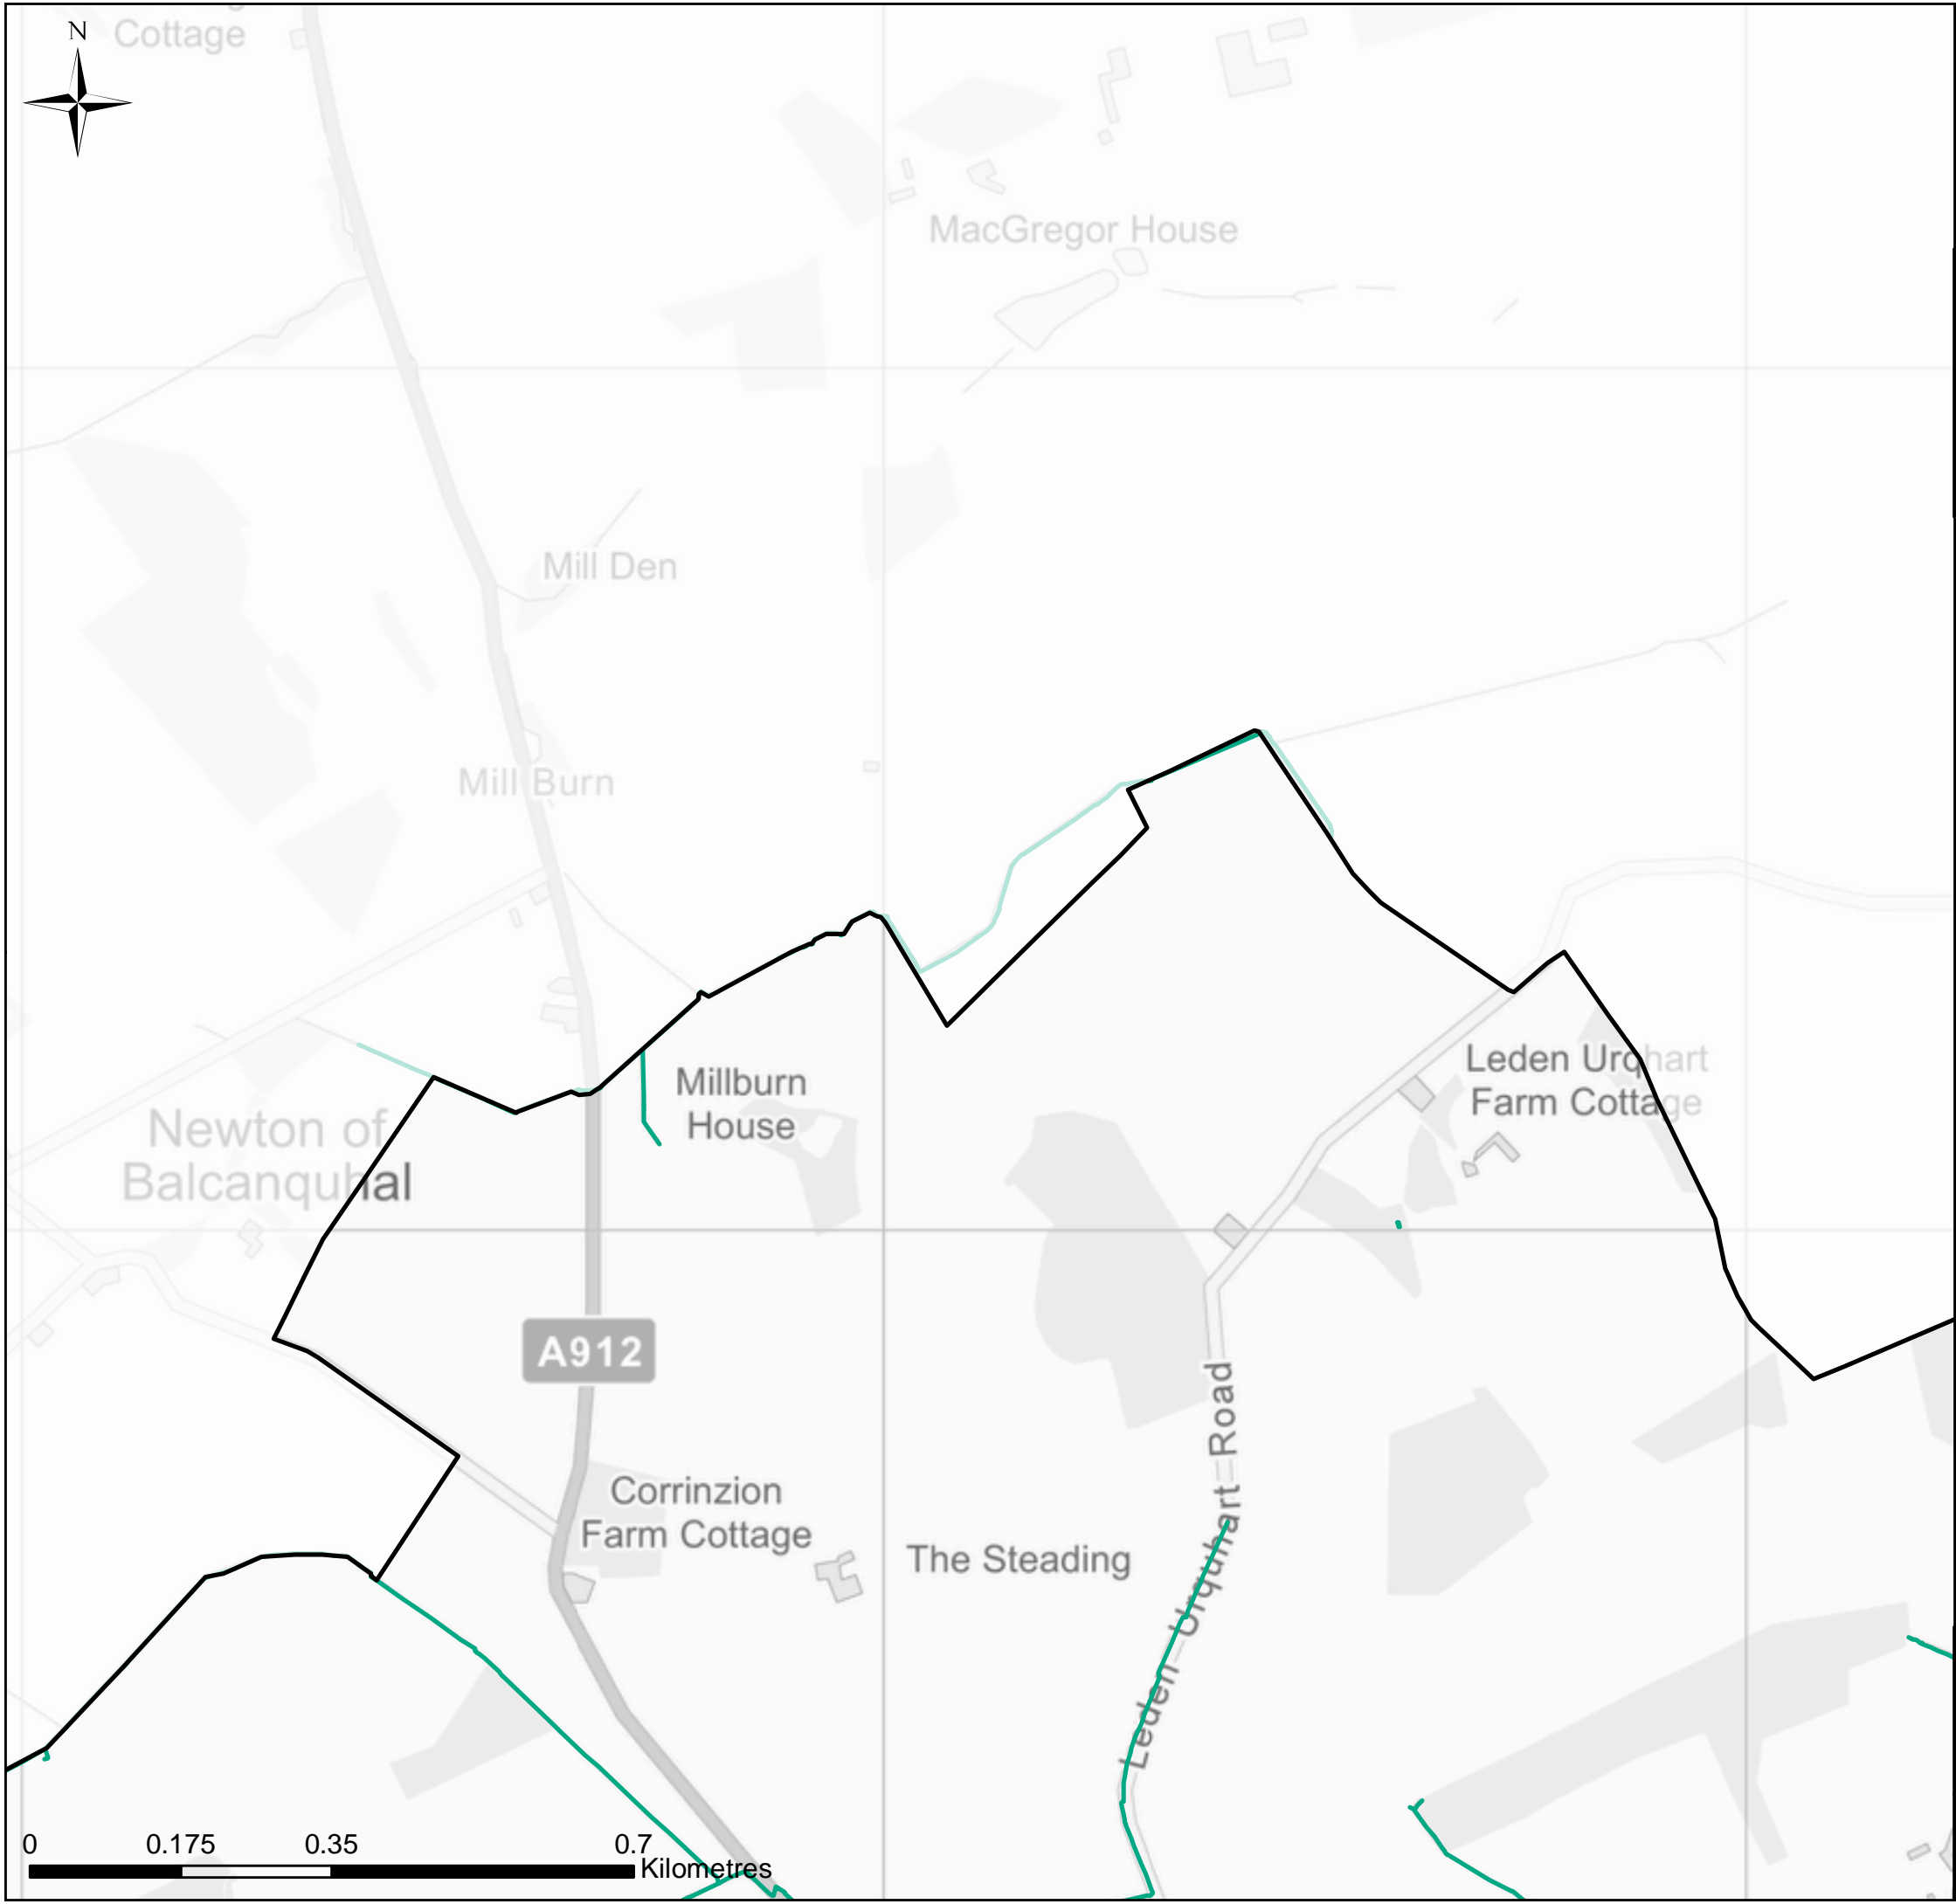 N
Cottage
MacGregor House
Mill Den
Mill Burn
Leden Urquhart
Farm Cottage
Millburn
House
Newton of
Balcanquhal
A912
Leden Urquhart Road
Corrinzion
Farm Cottage
The Steading
0 0.175 0.35 0.7
Kilometres